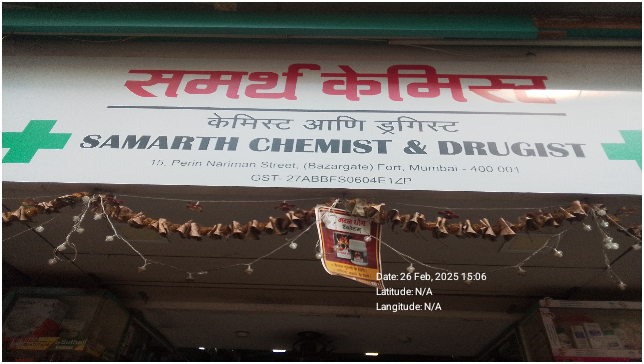 समर्थ केमिस्ट
केमिस्ट आणि ड्रगिस्ट
SAMARTH CHEMIST & DRUGIST
15, Perin Nariman Street, (Bazargate) Fort, Mumbai - 400 001
GST- 27ABBFS0604F1ZP
Date: 26 Feb, 2025 15:06
Latitude: N/A
Langitude: N/A